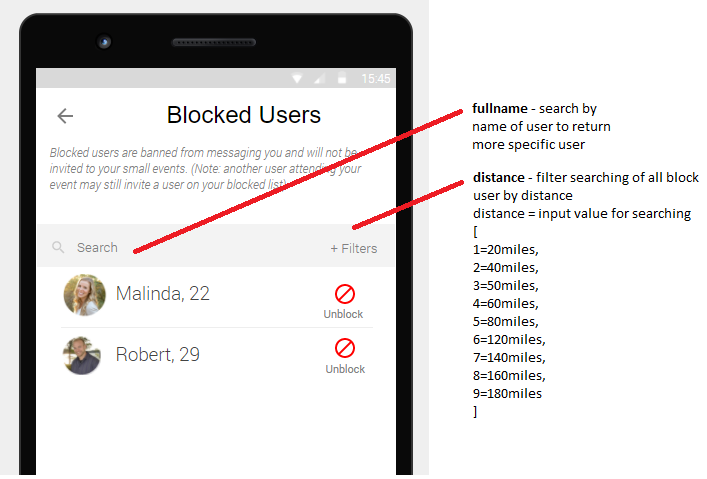 15:45
Blocked Users
Blocked users are banned from messaging you and will not be
invited to your small events. (Note: another user attending your
event may still invite a user on your blocked list)
Search
+ Filters
Malinda, 22
Unblock
Robert, 29
Unblock
fullname - search by
name of user to return
more specific user
distance - filter searching of all block
user by distance
distance = input value for searching
[
1=20miles,
2=40miles,
3=50miles,
4=60miles,
5=80miles,
6=120miles,
7=140miles,
8=160miles,
9=180miles
]